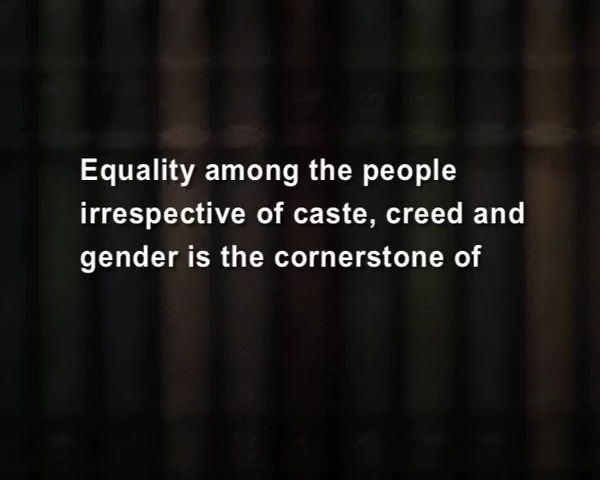 Equality among the people
irrespective of caste, creed and
gender is the cornerstone of